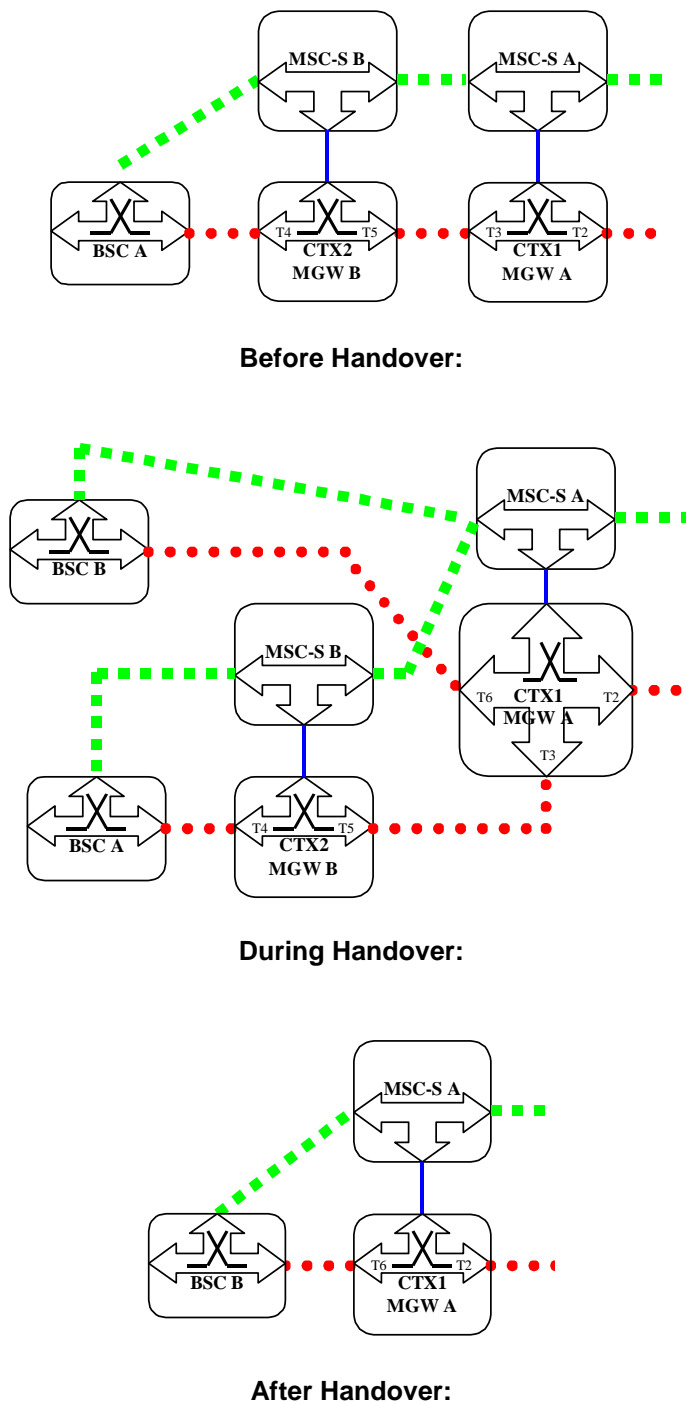 MSC-S B
MSC-S A
BSC A
T4
T5
CTX2
MGW B
T3
T2
CTX1
MGW A
Before Handover:
MSC-S A
BSC B
MSC-S B
T6
CTX1
T2
MGW A
T3
BSC A
T4
T5
CTX2
MGW B
During Handover:
MSC-S A
BSC B
T6
T2
CTX1
MGW A
After Handover: